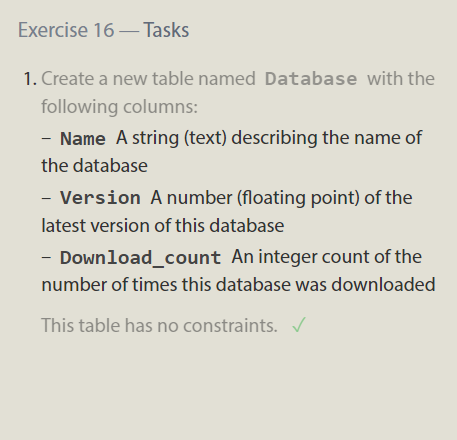 Exercise 16 — Tasks
1. Create a new table named Database with the
following columns:
– Name A string (text) describing the name of
the database
– Version A number (floating point) of the
latest version of this database
– Download_count An integer count of the
number of times this database was downloaded
This table has no constraints. ✓